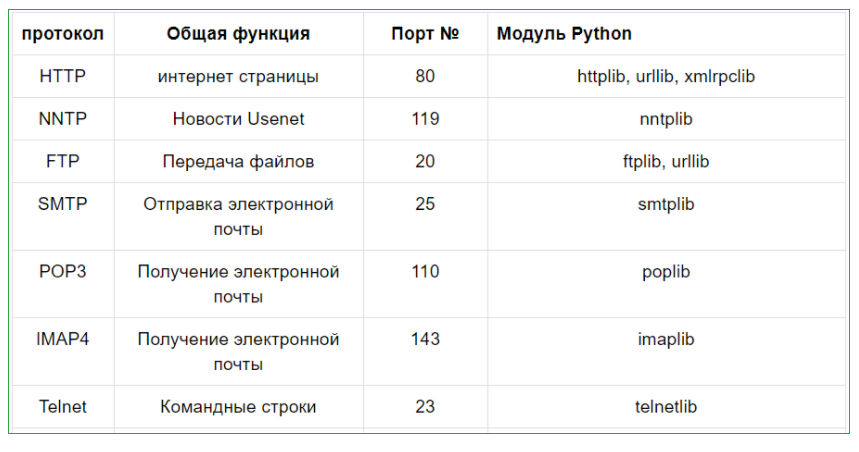 протокол Общая функция Порт № Модуль Python
HTTP интернет страницы 80 httplib, urllib, xmlrpclib
NNTP Новости Usenet 119 nntplib
FTP Передача файлов 20 ftplib, urllib
SMTP Отправка электронной почты 25 smtplib
POP3 Получение электронной почты 110 poplib
IMAP4 Получение электронной почты 143 imaplib
Telnet Командные строки 23 telnetlib